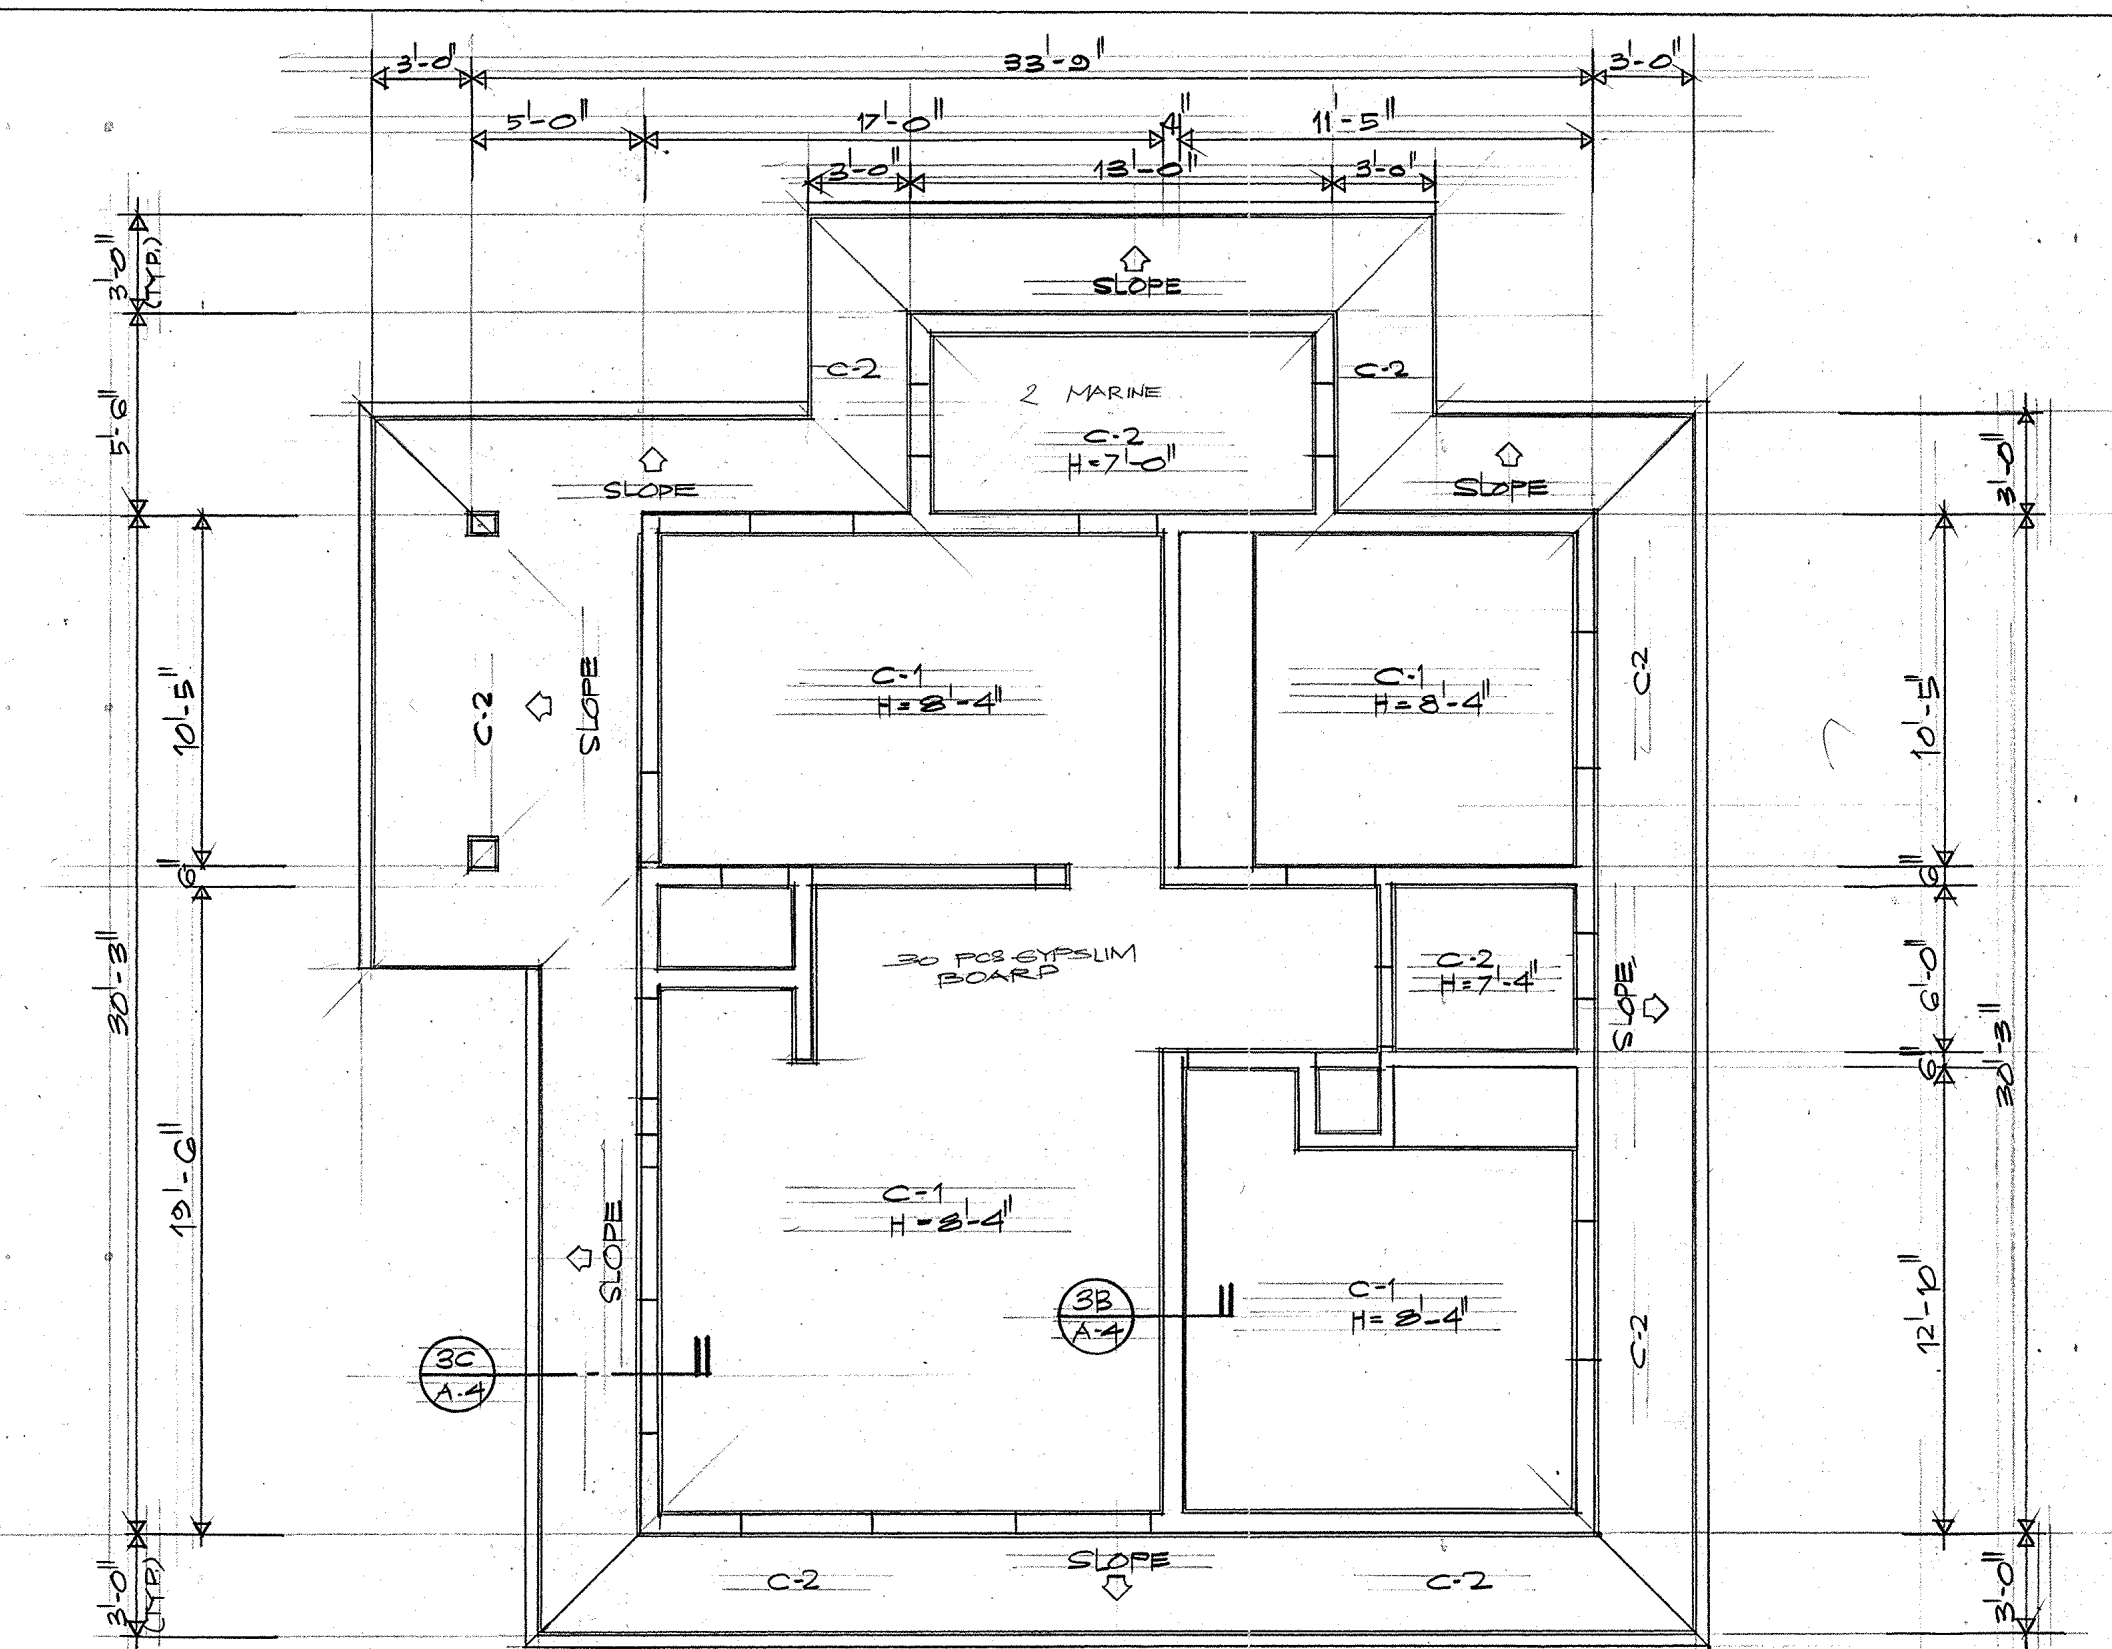 3'-0" 33'-9" 3'-0"
5'-0" 17'-0" 4" 11'-5"
3'-0" 13'-0" 3'-0"
3'-0"
(TYP.)
SLOPE
5'-6"
C-2
C-2
2 MARINE
C-2
H=7'-0"
3'-0"
SLOPE
SLOPE
10'-5"
C-2
SLOPE
C-1
H=8'-4"
C-1
H=8'-4"
C-2
10'-5"
6"
6"
30'-3"
30 PCS GYPSUM
BOARD
C-2
H=7'-4"
SLOPE
6'-0"
30'-3"
6"
19'-6"
SLOPE
C-1
H=8'-4"
C-1
H=8'-4"
C-2
12'-10"
3B
A-4
3C
A-4
3'-0"
(TYP.)
SLOPE
C-2
C-2
3'-0"